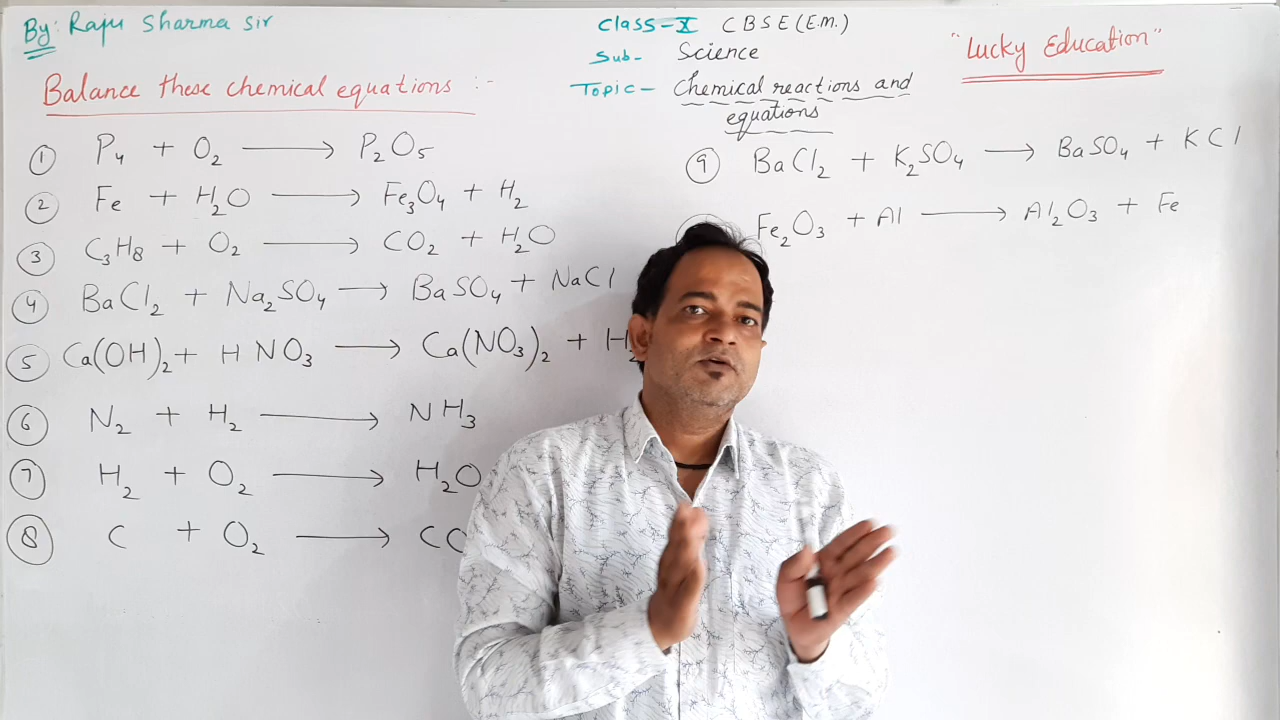 By: Raju Sharma Sir
Class-X CBSE (E.m.)
Sub- Science
Topic- Chemical reactions and
equations
"Lucky Education"
Balance these chemical equations :-
① P₄ + O₂ ⟶ P₂O₅
② Fe + H₂O ⟶ Fe₃O₄ + H₂
③ C₃H₈ + O₂ ⟶ CO₂ + H₂O
④ BaCl₂ + Na₂SO₄ ⟶ BaSO₄ + NaCl
⑤ Ca(OH)₂ + HNO₃ ⟶ Ca(NO₃)₂ + H₂
⑥ N₂ + H₂ ⟶ NH₃
⑦ H₂ + O₂ ⟶ H₂O
⑧ C + O₂ ⟶ CO
⑨ BaCl₂ + K₂SO₄ ⟶ BaSO₄ + KCl
Fe₂O₃ + Al ⟶ Al₂O₃ + Fe